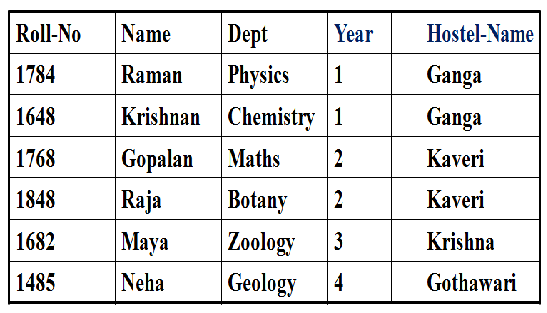 Roll-No Name Dept Year Hostel-Name
1784 Raman Physics 1 Ganga
1648 Krishnan Chemistry 1 Ganga
1768 Gopalan Maths 2 Kaveri
1848 Raja Botany 2 Kaveri
1682 Maya Zoology 3 Krishna
1485 Neha Geology 4 Gothawari